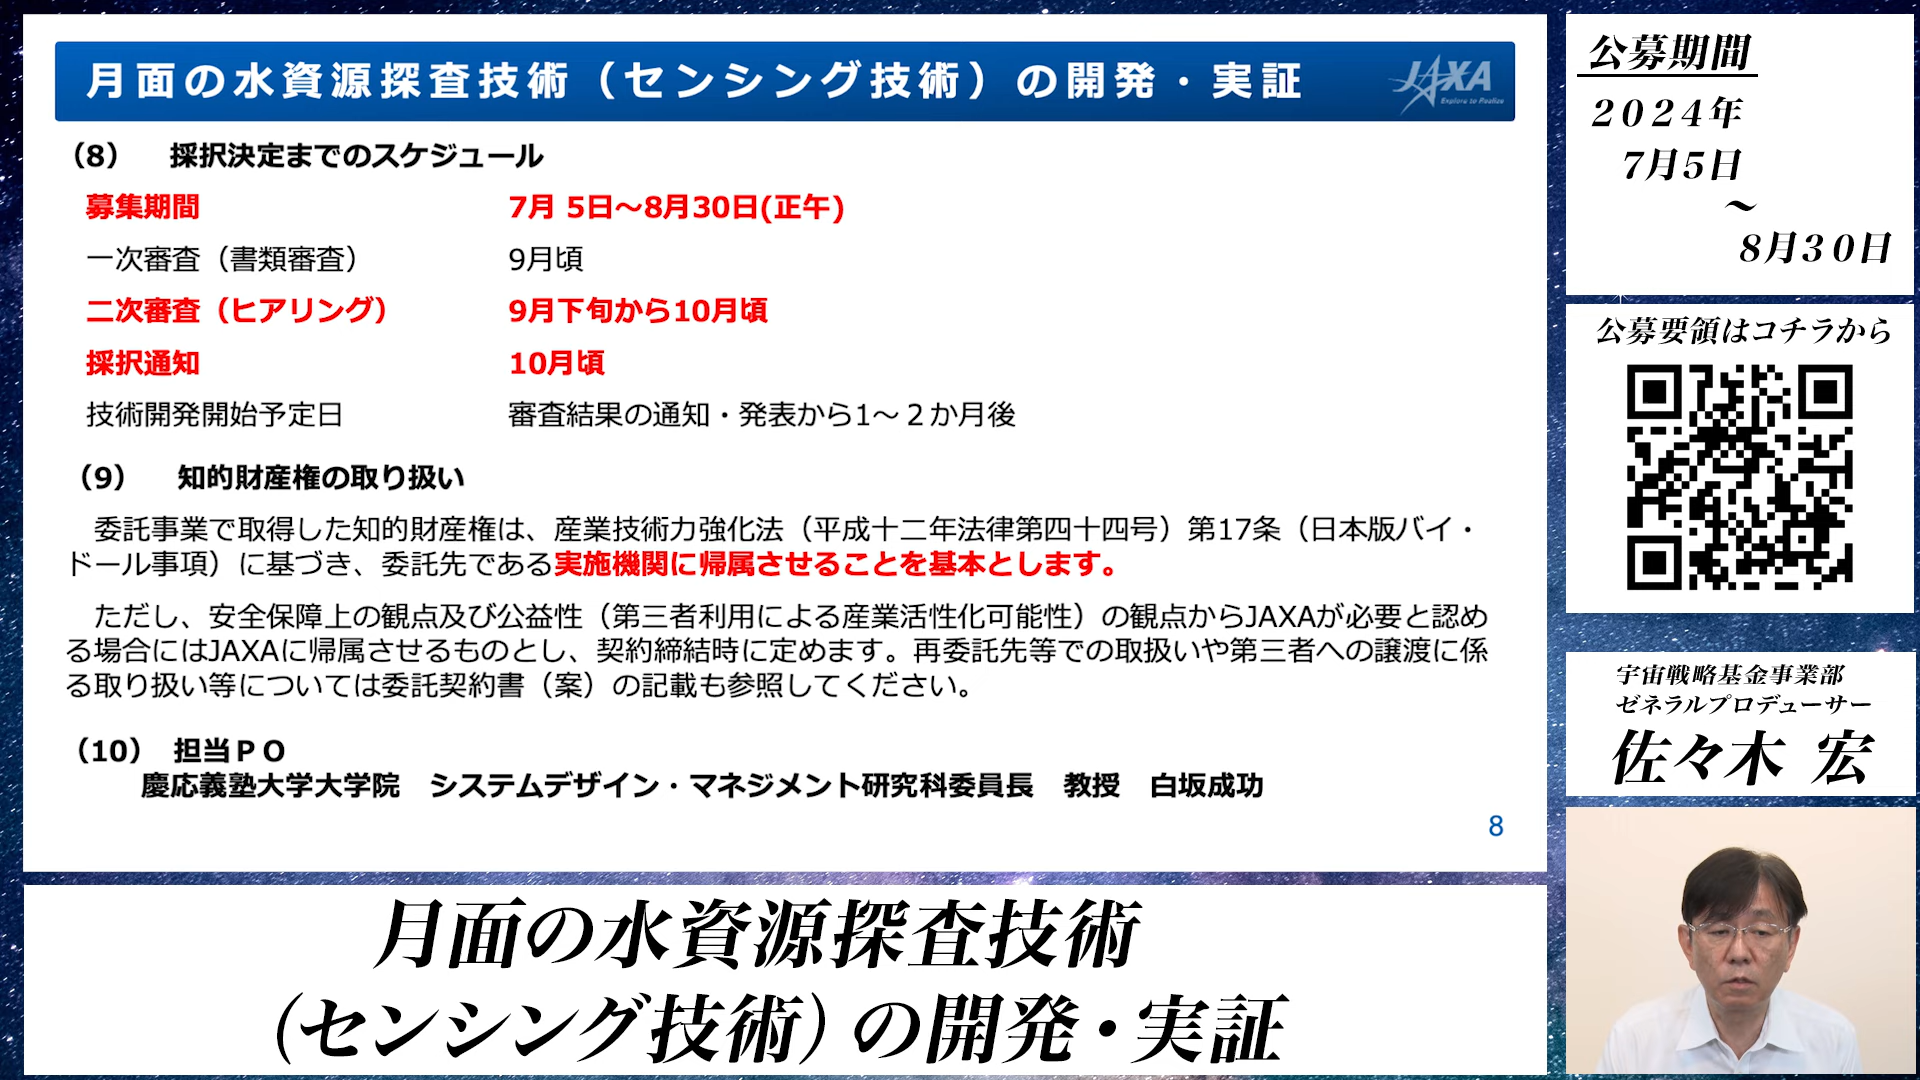 月面の水資源探査技術（センシング技術）の開発・実証
JAXA
Explore to Realize
（8）　採択決定までのスケジュール
募集期間　7月 5日～8月30日(正午)
一次審査（書類審査）　9月頃
二次審査（ヒアリング）　9月下旬から10月頃
採択通知　10月頃
技術開発開始予定日　審査結果の通知・発表から1～２か月後
（9）　知的財産権の取り扱い
委託事業で取得した知的財産権は、産業技術力強化法（平成十二年法律第四十四号）第17条（日本版バイ・
ドール事項）に基づき、委託先である実施機関に帰属させることを基本とします。
ただし、安全保障上の観点及び公益性（第三者利用による産業活性化可能性）の観点からJAXAが必要と認め
る場合にはJAXAに帰属させるものとし、契約締結時に定めます。再委託先等での取扱いや第三者への譲渡に係
る取り扱い等については委託契約書（案）の記載も参照してください。
（10）　担当ＰＯ
慶応義塾大学大学院　システムデザイン・マネジメント研究科委員長　教授　白坂成功
8
公募期間
２０２４年
７月５日
～
８月３０日
公募要領はコチラから
宇宙戦略基金事業部
ゼネラルプロデューサー
佐々木 宏
月面の水資源探査技術
（センシング技術）の開発・実証